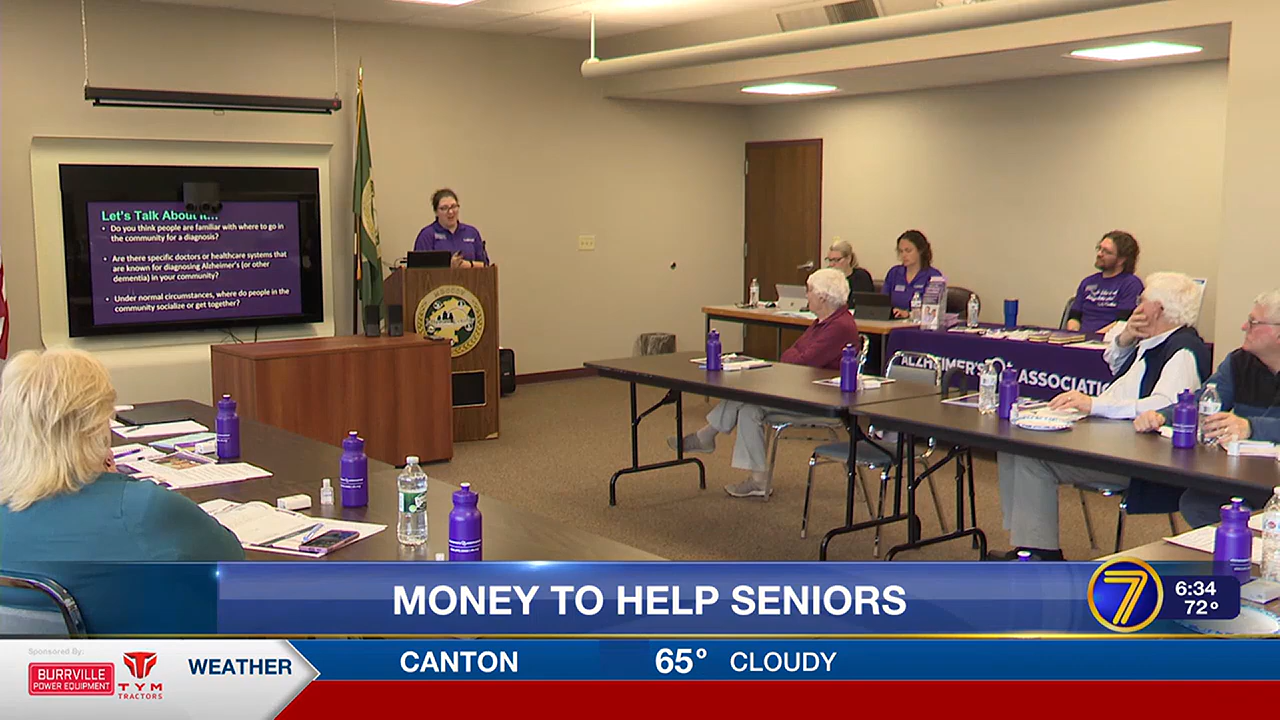 Let's Talk About It...
• Do you think people are familiar with where to go in
the community for a diagnosis?
• Are there specific doctors or healthcare systems that
are known for diagnosing Alzheimer's (or other
dementia) in your community?
• Under normal circumstances, where do people in the
community socialize or get together?
ALZHEIMER'S ASSOCIATION
MONEY TO HELP SENIORS
7
6:34
72°
Sponsored By:
BURRVILLE
POWER EQUIPMENT
TYM
TRACTORS
WEATHER
CANTON 65° CLOUDY